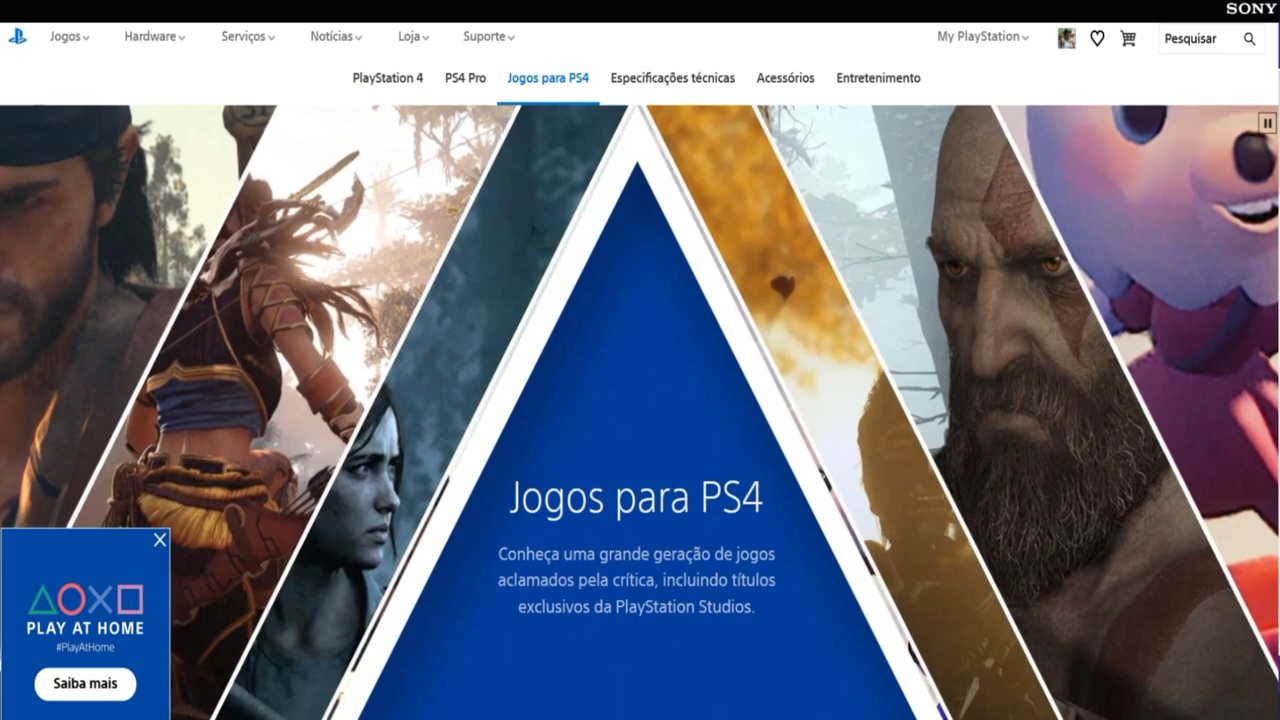 SONY
Jogos Hardware Serviços Notícias Loja Suporte My PlayStation Pesquisar
PlayStation 4 PS4 Pro Jogos para PS4 Especificações técnicas Acessórios Entretenimento
Jogos para PS4
Conheça uma grande geração de jogos
aclamados pela crítica, incluindo títulos
exclusivos da PlayStation Studios.
PLAY AT HOME
#PlayAtHome
Saiba mais